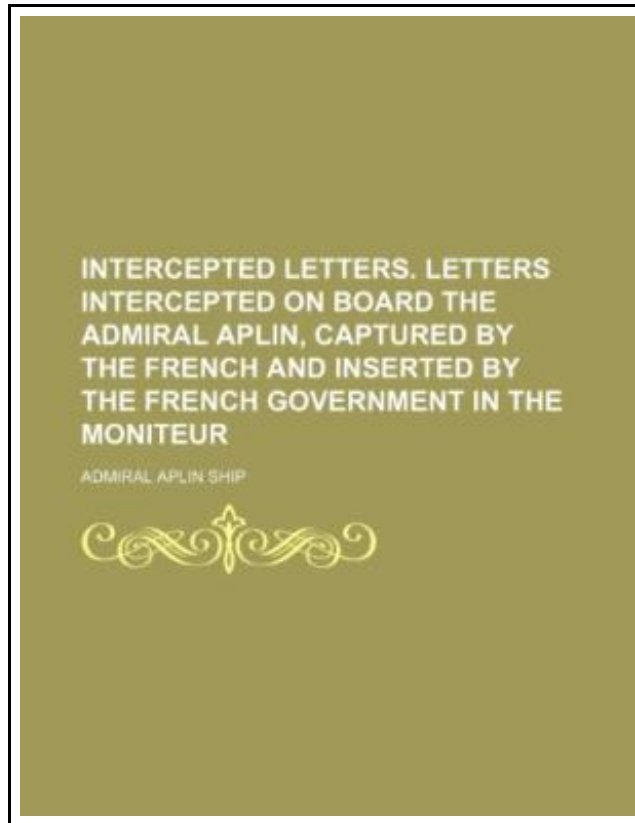 INTERCEPTED LETTERS. LETTERS
INTERCEPTED ON BOARD THE
ADMIRAL APLIN, CAPTURED BY
THE FRENCH AND INSERTED BY
THE FRENCH GOVERNMENT IN THE
MONITEUR
ADMIRAL APLIN SHIP